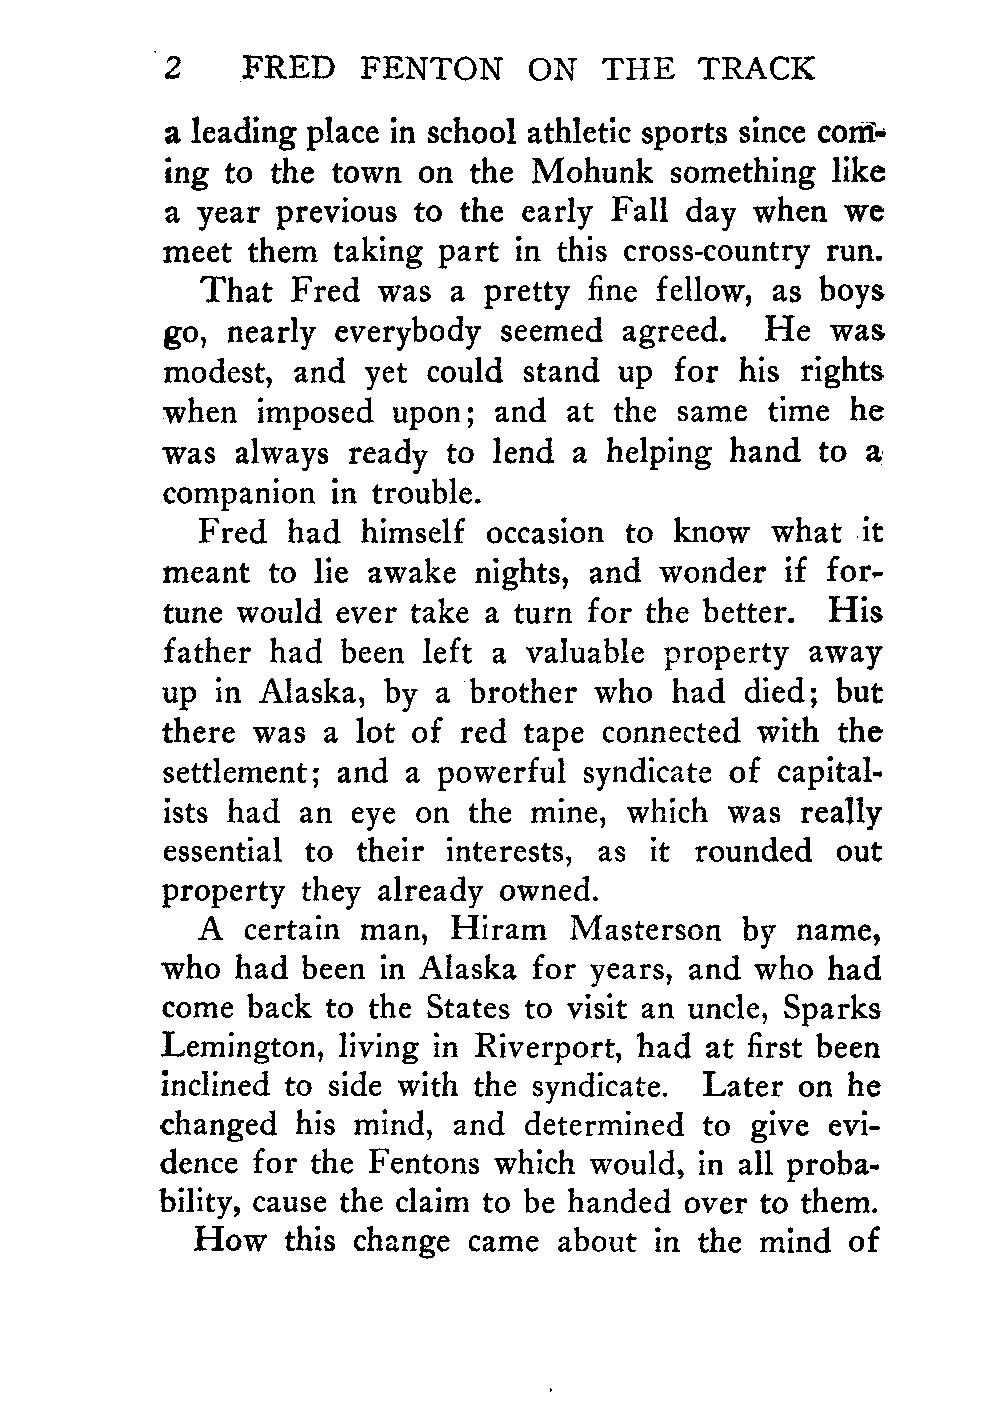 2 FRED FENTON ON THE TRACK
a leading place in school athletic sports since com-
ing to the town on the Mohunk something like
a year previous to the early Fall day when we
meet them taking part in this cross-country run.
That Fred was a pretty fine fellow, as boys
go, nearly everybody seemed agreed. He was
modest, and yet could stand up for his rights
when imposed upon; and at the same time he
was always ready to lend a helping hand to a
companion in trouble.
Fred had himself occasion to know what it
meant to lie awake nights, and wonder if for-
tune would ever take a turn for the better. His
father had been left a valuable property away
up in Alaska, by a brother who had died; but
there was a lot of red tape connected with the
settlement; and a powerful syndicate of capital-
ists had an eye on the mine, which was really
essential to their interests, as it rounded out
property they already owned.
A certain man, Hiram Masterson by name,
who had been in Alaska for years, and who had
come back to the States to visit an uncle, Sparks
Lemington, living in Riverport, had at first been
inclined to side with the syndicate. Later on he
changed his mind, and determined to give evi-
dence for the Fentons which would, in all proba-
bility, cause the claim to be handed over to them.
How this change came about in the mind of